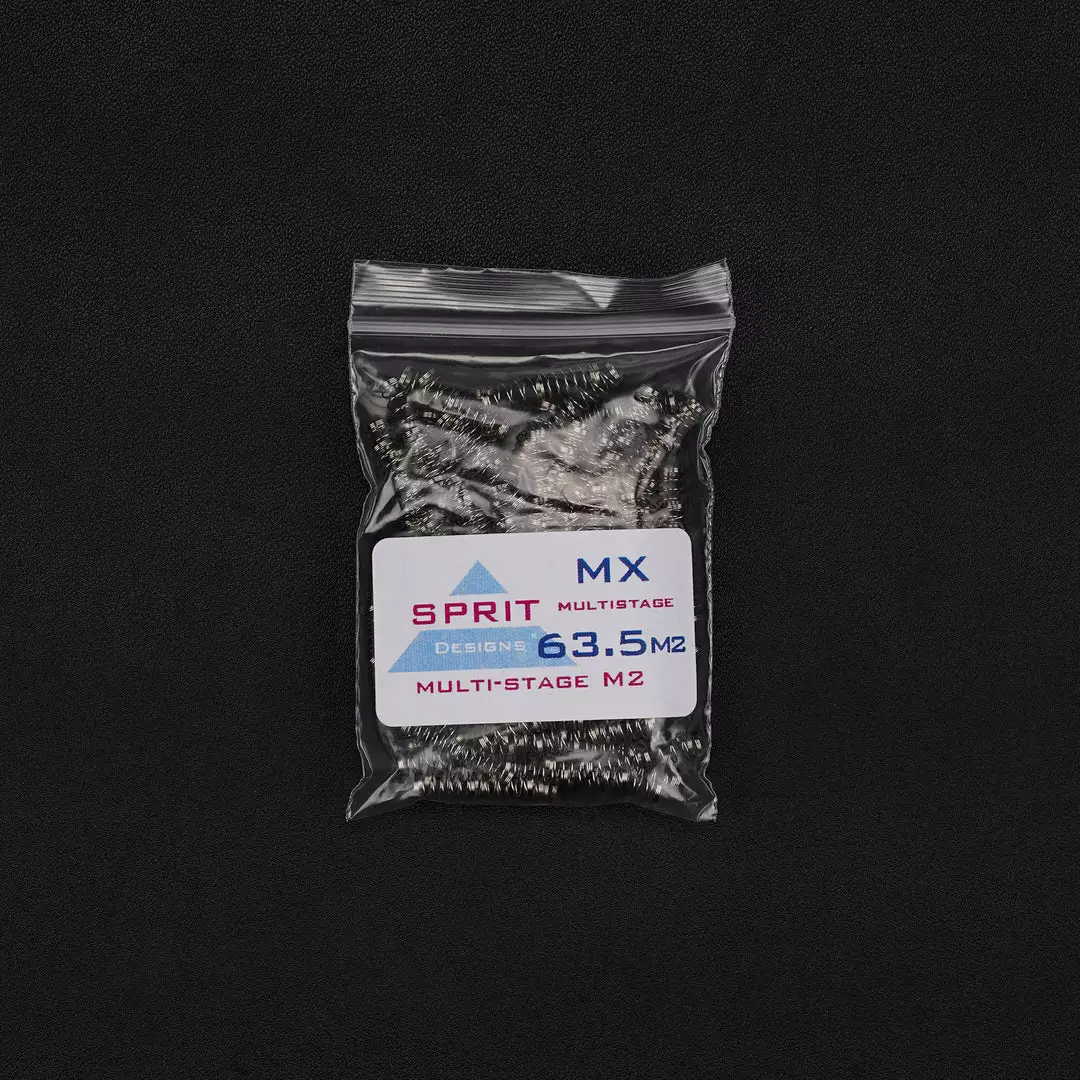 SPRIT
Designs
MULTI-STAGE M2
MX
MULTISTAGE
63.5M2